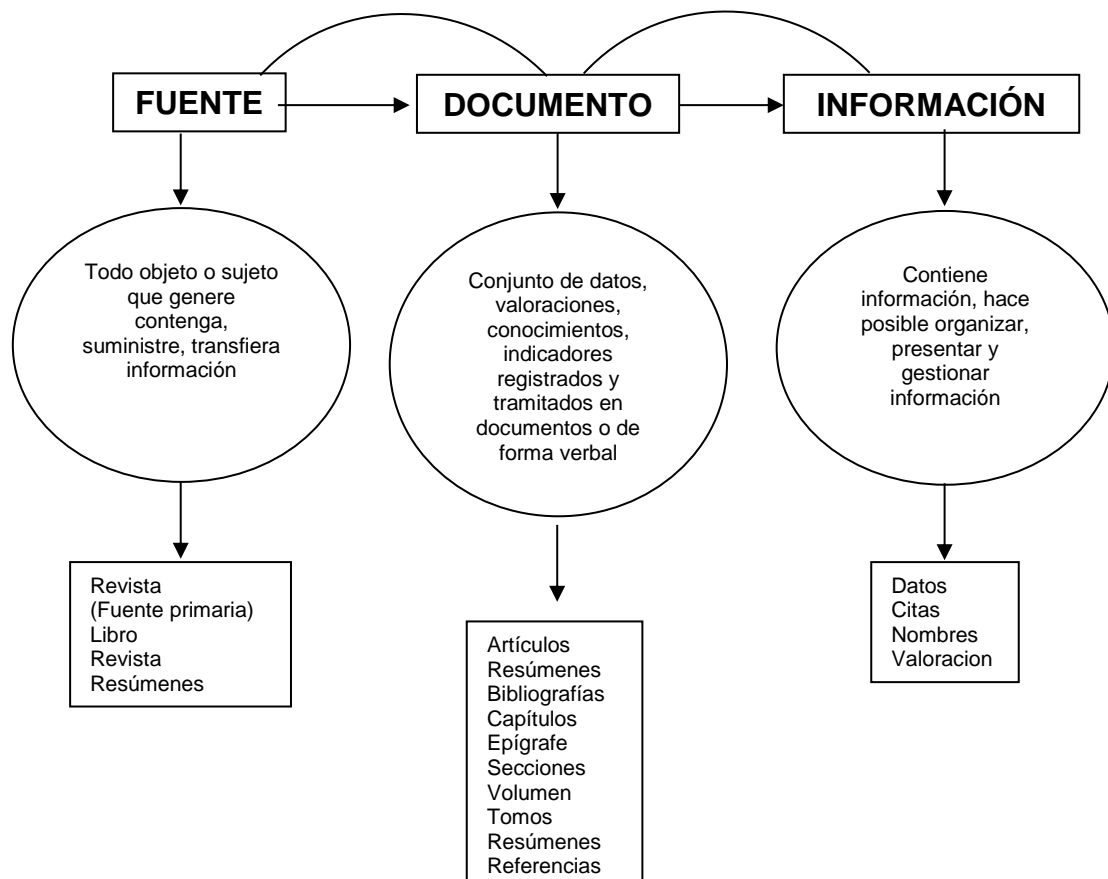 FUENTE
DOCUMENTO
INFORMACIÓN
Todo objeto o sujeto
que genere
contenga,
suministre, transfiera
información
Conjunto de datos,
valoraciones,
conocimientos,
indicadores
registrados y
tramitados en
documentos o de
forma verbal
Contiene
información, hace
posible organizar,
presentar y
gestionar
información
Revista
(Fuente primaria)
Libro
Revista
Resúmenes
Artículos
Resúmenes
Bibliografías
Capítulos
Epígrafe
Secciones
Volumen
Tomos
Resúmenes
Referencias
Datos
Citas
Nombres
Valoracion